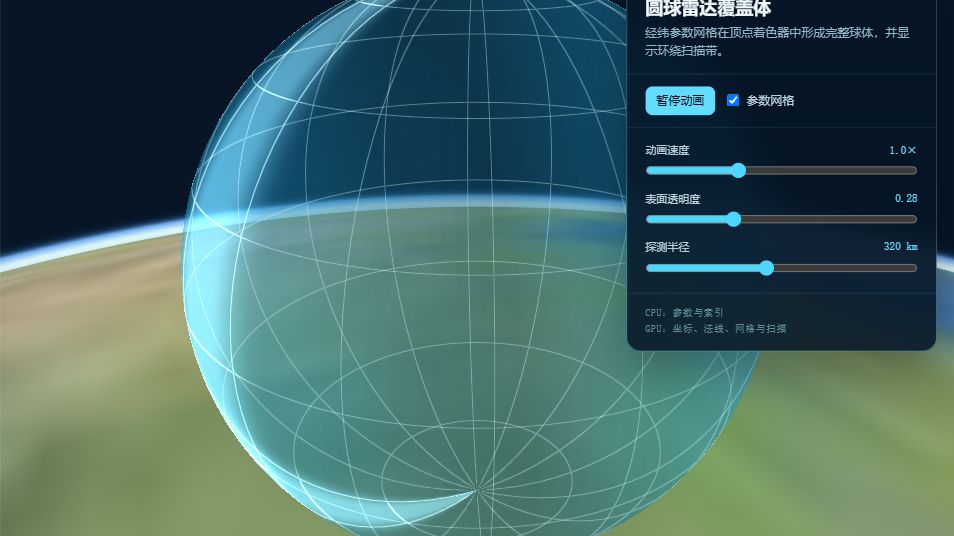 圆球雷达覆盖体
经纬参数网格在顶点着色器中形成完整球体，并显
示环绕扫描带。
暂停动画
参数网格
动画速度 1.0×
表面透明度 0.28
探测半径 320 km
CPU：参数与索引
GPU：坐标、法线、网格与扫描